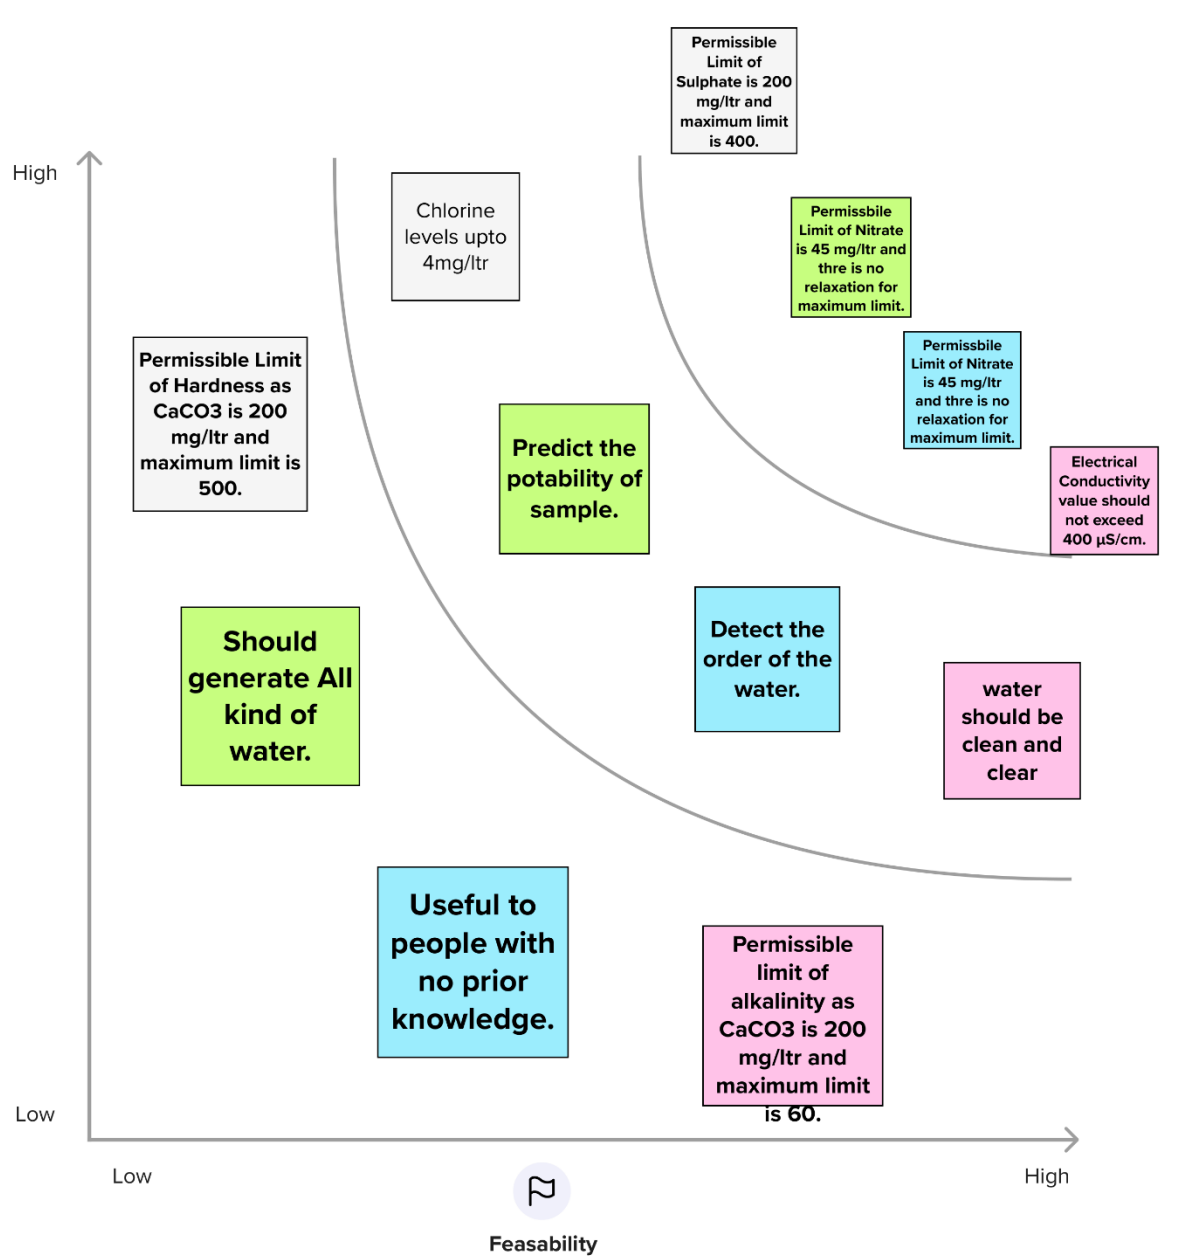 Permissible
Limit of
Sulphate is 200
mg/ltr and
maximum limit
is 400.
High
Chlorine
levels upto
4mg/ltr
Permissbile
Limit of Nitrate
is 45 mg/ltr and
thre is no
relaxation for
maximum limit.
Permissbile
Limit of Nitrate
is 45 mg/ltr
and thre is no
relaxation for
maximum limit.
Permissible Limit
of Hardness as
CaCO3 is 200
mg/ltr and
maximum limit is
500.
Predict the
potability of
sample.
Electrical
Conductivity
value should
not exceed
400 µS/cm.
Should
generate All
kind of
water.
Detect the
order of the
water.
water
should be
clean and
clear
Useful to
people with
no prior
knowledge.
Permissible
limit of
alkalinity as
CaCO3 is 200
mg/ltr and
maximum limit
is 60.
Low
Low
High
Feasability